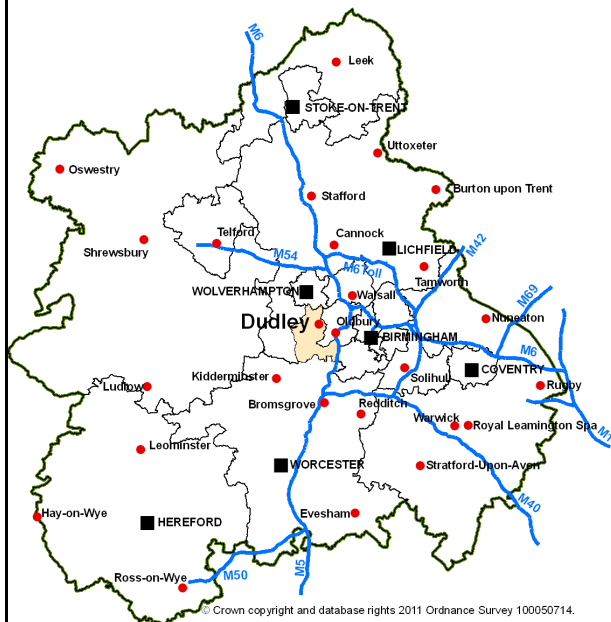 M6
Leek
STOKE-ON-TRENT
Uttoxeter
Oswestry
Burton upon Trent
Stafford
Telford
Cannock
Shrewsbury
LICHFIELD
M42
M54
M6Toll
Tamworth
M69
WOLVERHAMPTON
Walsall
Nuneaton
Dudley
Oldbury
BIRMINGHAM
M6
Kidderminster
Solihull
COVENTRY
Ludlow
Rugby
Bromsgrove
Redditch
Warwick
Royal Leamington Spa
M1
Leominster
WORCESTER
Stratford-Upon-Avon
M40
Hay-on-Wye
HEREFORD
Evesham
Ross-on-Wye
M50
M5
© Crown copyright and database rights 2011 Ordnance Survey 100050714.